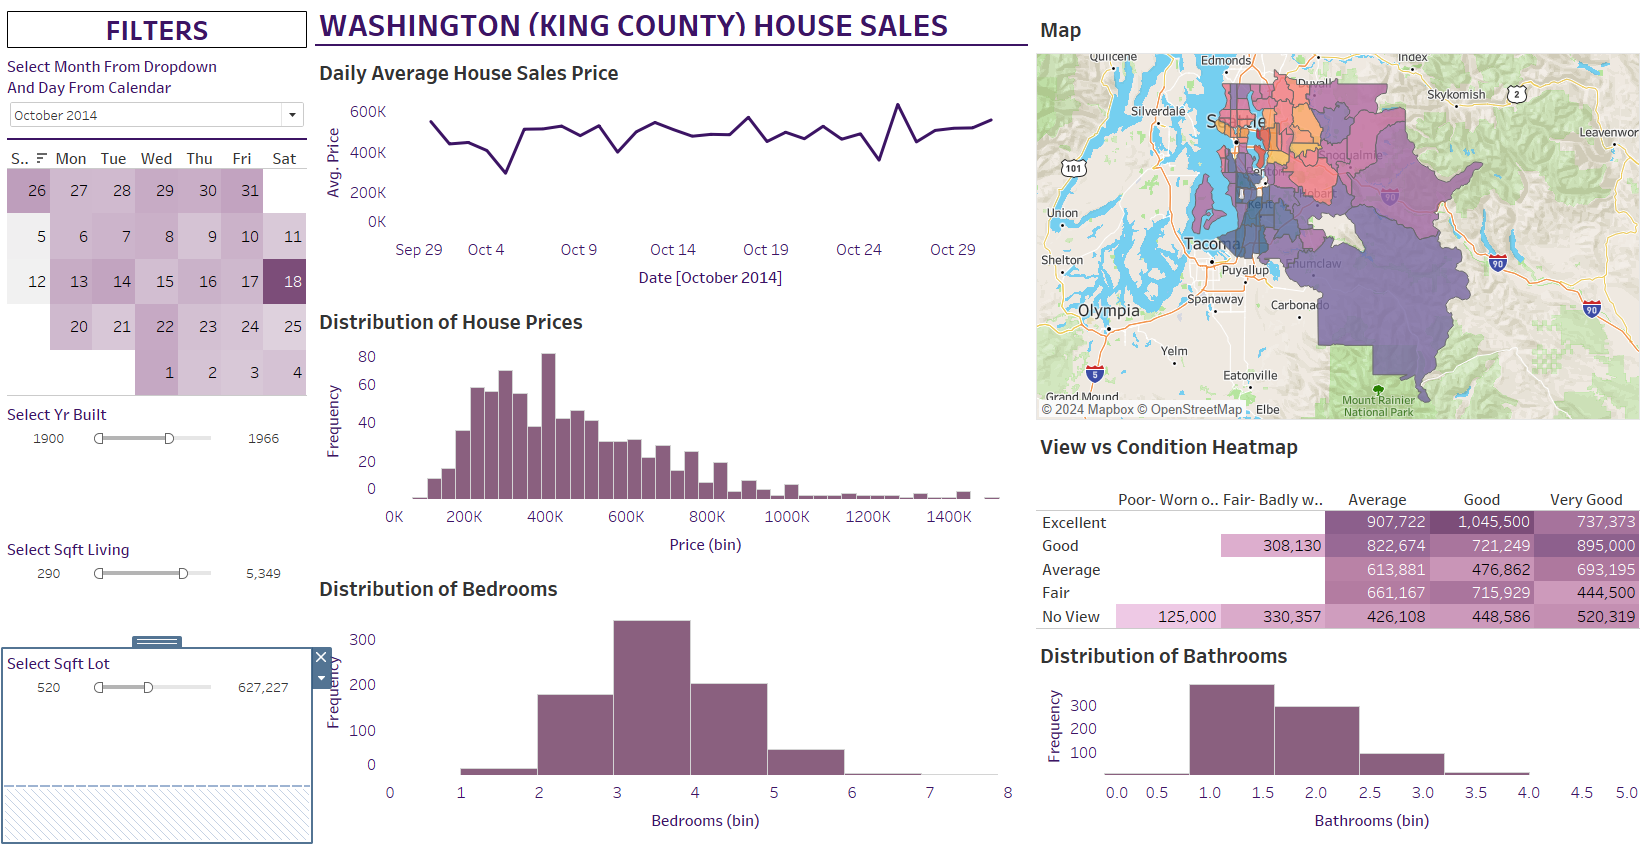 FILTERS
Select Month From Dropdown
And Day From Calendar
October 2014
S.. Mon Tue Wed Thu Fri Sat
26 27 28 29 30 31
5 6 7 8 9 10 11
12 13 14 15 16 17 18
20 21 22 23 24 25
1 2 3 4
Select Yr Built
1900 1966
Select Sqft Living
290 5,349
Select Sqft Lot
520 627,227
WASHINGTON (KING COUNTY) HOUSE SALES
Daily Average House Sales Price
Avg. Price
600K
400K
200K
0K
Sep 29 Oct 4 Oct 9 Oct 14 Oct 19 Oct 24 Oct 29
Date [October 2014]
Distribution of House Prices
Frequency
80
60
40
20
0
0K 200K 400K 600K 800K 1000K 1200K 1400K
Price (bin)
Distribution of Bedrooms
Frequency
300
200
100
0
0 1 2 3 4 5 6 7 8
Bedrooms (bin)
Map
Quilcene
Edmonds
Index
Duvall
Skykomish
2
Silverdale
Leavenwor
Snoqualmie
101
Renton
Hobart
90
Union
Kent
Tacoma
Shelton
Puyallup
Enumclaw
90
Spanaway
Carbonado
Olympia
90
Yelm
5
Eatonville
Grand Mound
Mount Rainier
National Park
Elbe
© 2024 Mapbox © OpenStreetMap
View vs Condition Heatmap
Poor- Worn o.. Fair- Badly w.. Average Good Very Good
Excellent 907,722 1,045,500 737,373
Good 308,130 822,674 721,249 895,000
Average 613,881 476,862 693,195
Fair 661,167 715,929 444,500
No View 125,000 330,357 426,108 448,586 520,319
Distribution of Bathrooms
Frequency
300
200
100
0.0 0.5 1.0 1.5 2.0 2.5 3.0 3.5 4.0 4.5 5.0
Bathrooms (bin)